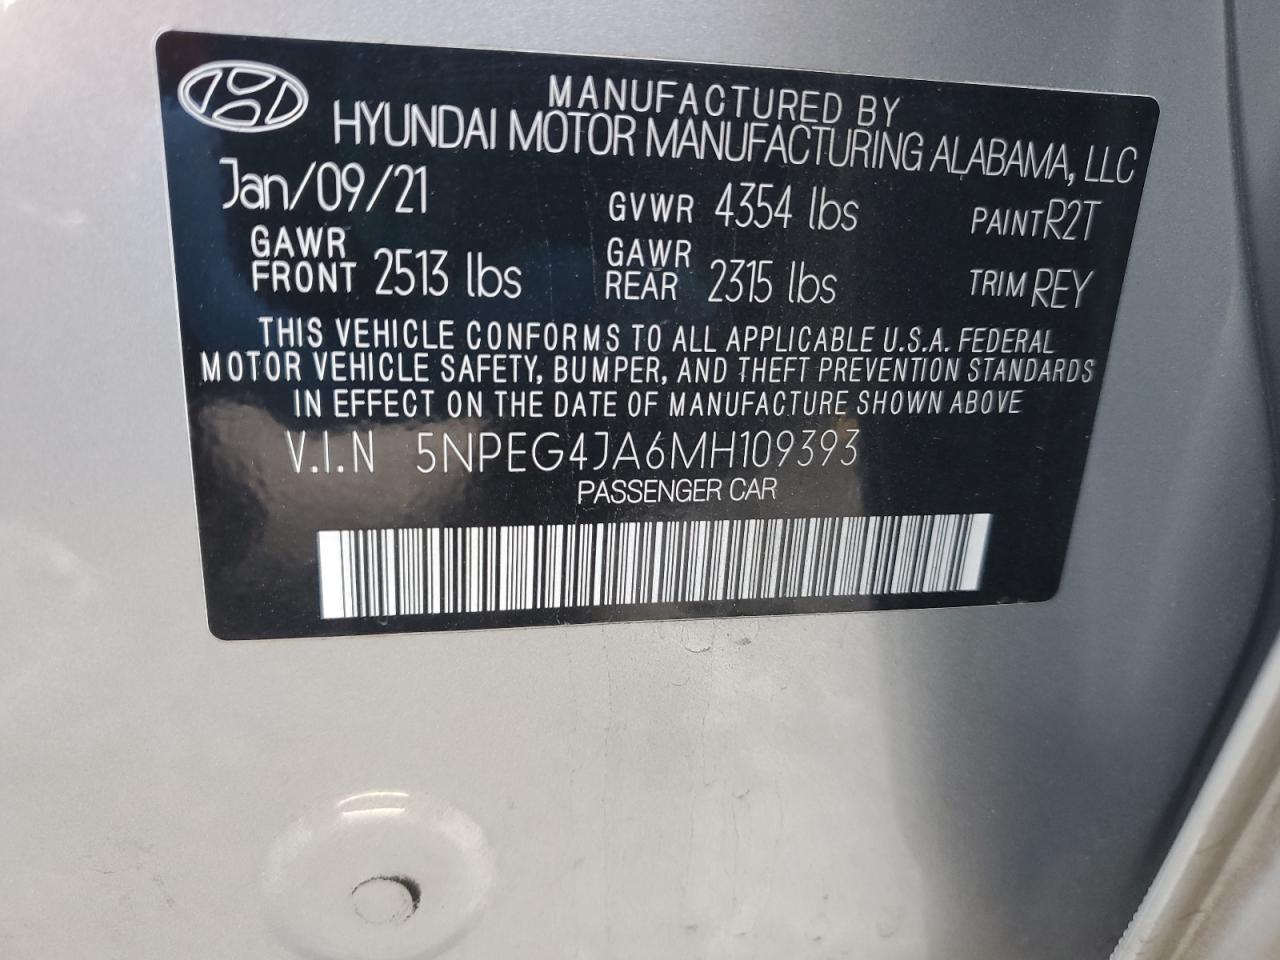 MANUFACTURED BY
HYUNDAI MOTOR MANUFACTURING ALABAMA, LLC
Jan/09/21 GVWR 4354 lbs PAINT R2T
GAWR FRONT 2513 lbs GAWR REAR 2315 lbs TRIM REY
THIS VEHICLE CONFORMS TO ALL APPLICABLE U.S.A. FEDERAL
MOTOR VEHICLE SAFETY, BUMPER, AND THEFT PREVENTION STANDARDS
IN EFFECT ON THE DATE OF MANUFACTURE SHOWN ABOVE
V.I.N 5NPEG4JA6MH109393
PASSENGER CAR